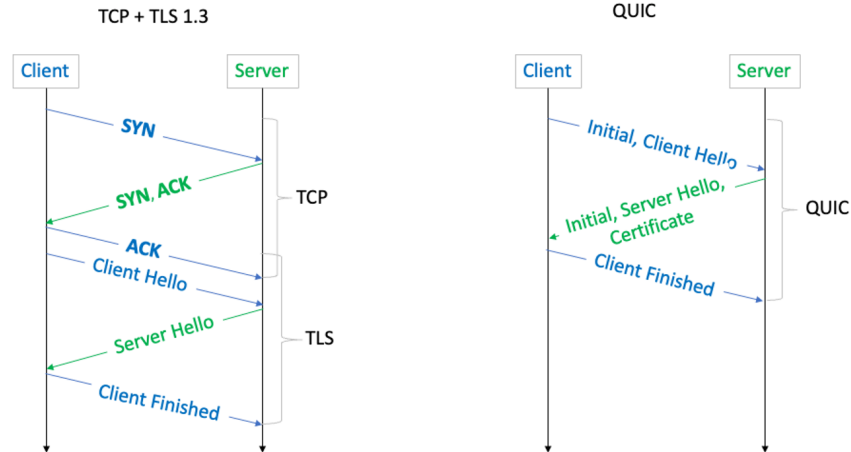 TCP + TLS 1.3
Client
Server
SYN
SYN, ACK
ACK
Client Hello
Server Hello
Client Finished
TCP
TLS
QUIC
Client
Server
Initial, Client Hello
Initial, Server Hello,
Certificate
Client Finished
QUIC